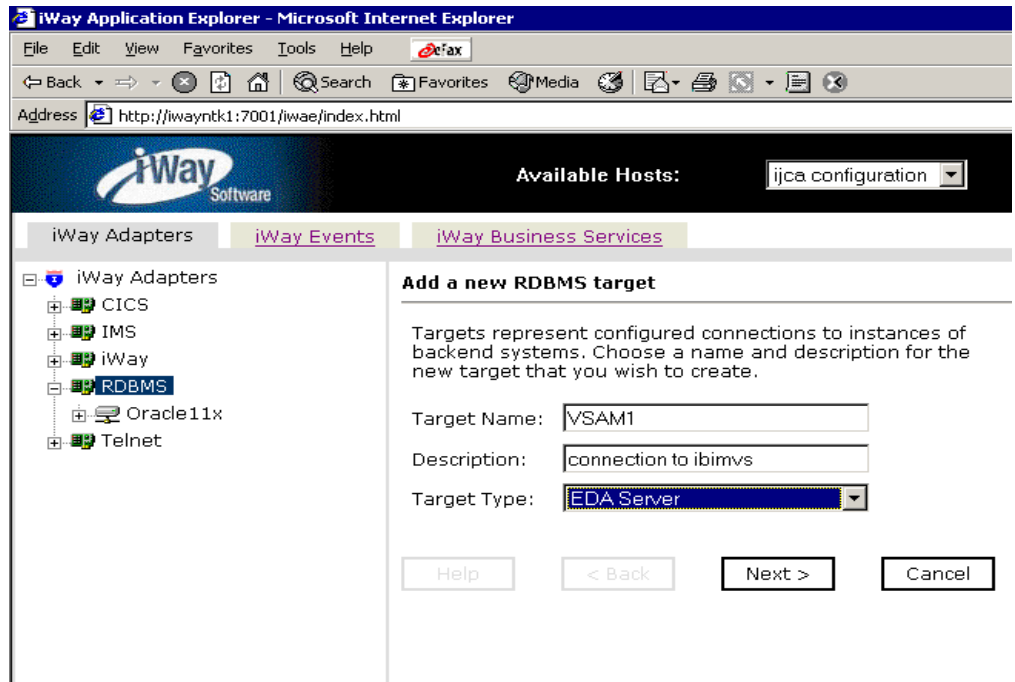 iWay Application Explorer - Microsoft Internet Explorer
File Edit View Favorites Tools Help eFax
Back Search Favorites Media
Address http://iwayntk1:7001/iwae/index.html
iWay Software
Available Hosts: ijca configuration
iWay Adapters iWay Events iWay Business Services
iWay Adapters
CICS
IMS
iWay
RDBMS
Oracle11x
Telnet
Add a new RDBMS target
Targets represent configured connections to instances of
backend systems. Choose a name and description for the
new target that you wish to create.
Target Name: VSAM1
Description: connection to ibimvs
Target Type: EDA Server
Help < Back Next > Cancel